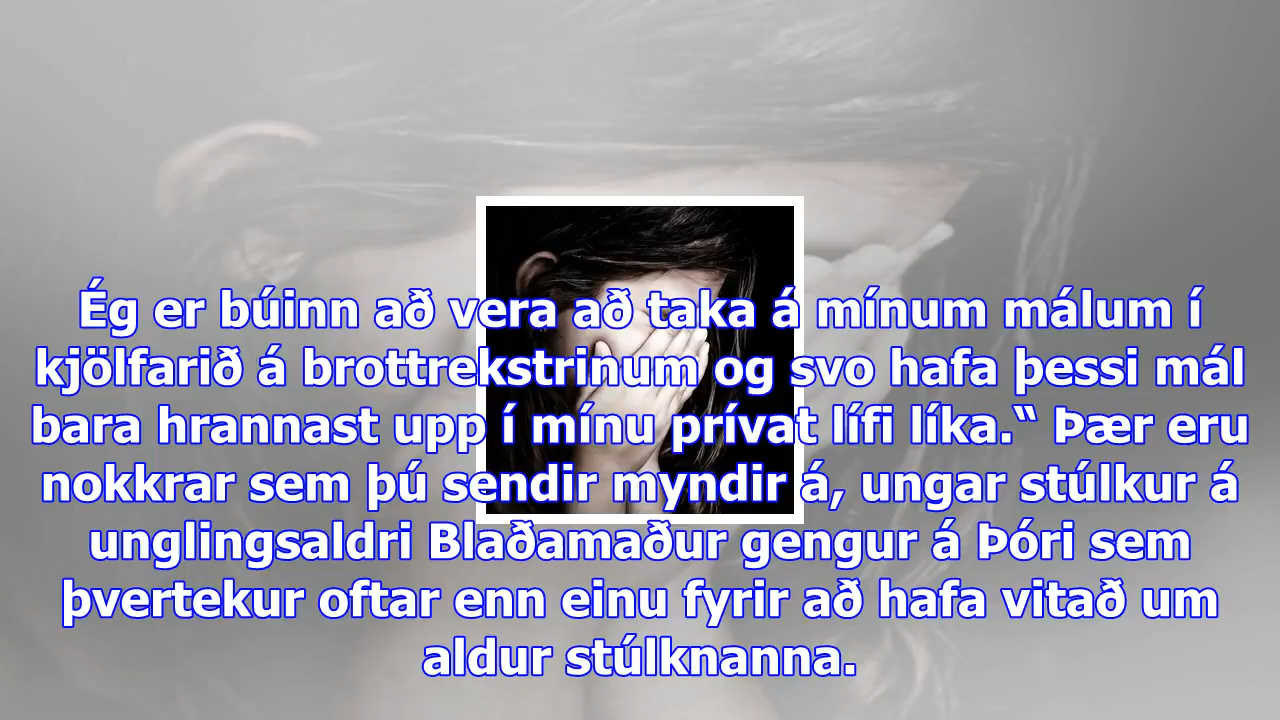 Ég er búinn að vera að taka á mínum málum í
kjölfarið á brottrekstrinum og svo hafa þessi mál
bara hrannast upp í mínu prívat lífi líka.“ Þær eru
nokkrar sem þú sendir myndir á, ungar stúlkur á
unglingsaldri Blaðamaður gengur á Þóri sem
þvertekur oftar enn einu fyrir að hafa vitað um
aldur stúlknanna.